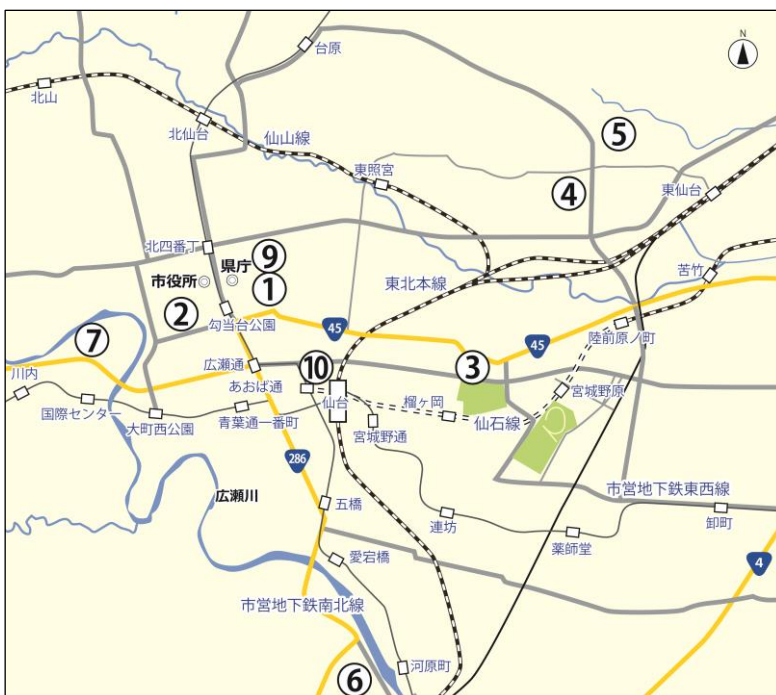 台原
N
北山
北仙台
仙山線
⑤
東照宮
④
東仙台
北四番丁
県庁
⑨
市役所
①
東北本線
苦竹
②
勾当台公園
45
45
陸前原ノ町
⑦
広瀬通
⑩
③
川内
あおば通
宮城野原
国際センター
仙台
榴ヶ岡
大町西公園
青葉通一番町
宮城野通
仙石線
286
広瀬川
五橋
市営地下鉄東西線
連坊
卸町
薬師堂
愛宕橋
4
市営地下鉄南北線
河原町
⑥